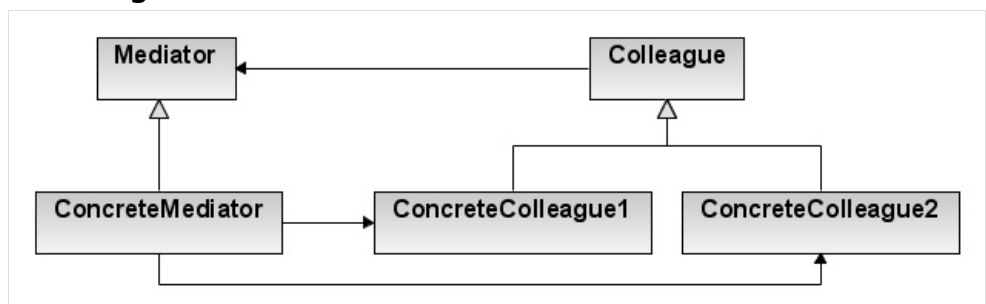 Mediator
Colleague
ConcreteMediator
ConcreteColleague1
ConcreteColleague2